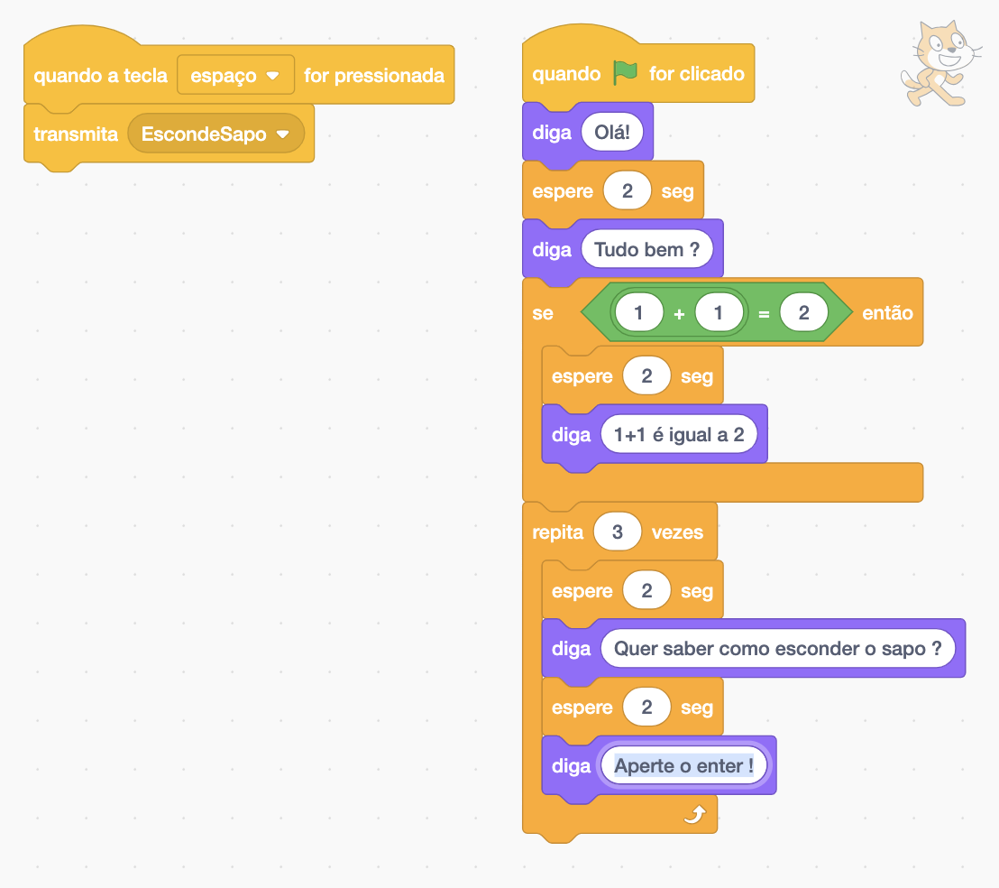 quando a tecla espaço for pressionada
transmita EscondeSapo
quando for clicado
diga Olá!
espere 2 seg
diga Tudo bem ?
se 1 + 1 = 2 então
espere 2 seg
diga 1+1 é igual a 2
repita 3 vezes
espere 2 seg
diga Quer saber como esconder o sapo ?
espere 2 seg
diga Aperte o enter !